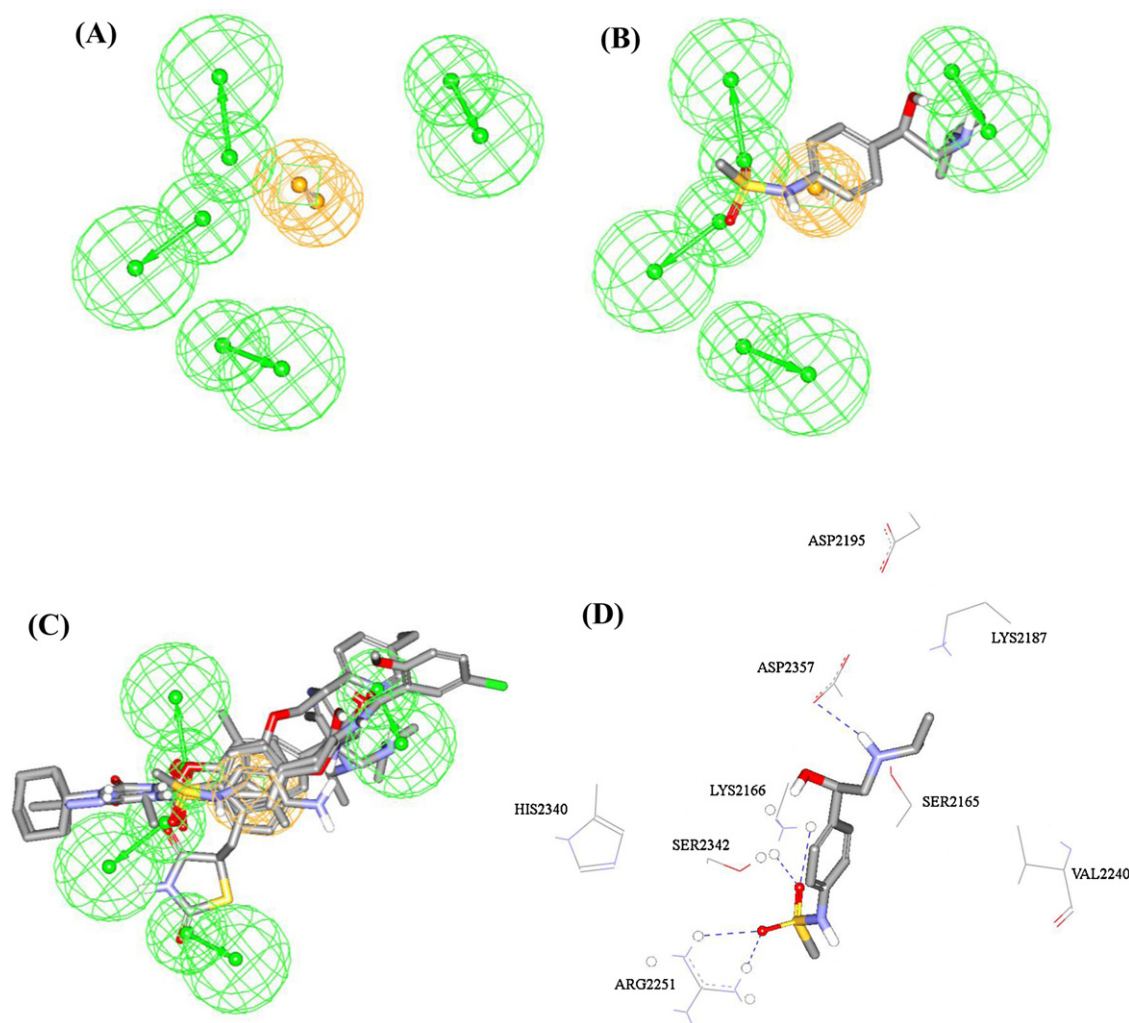 (A)
(B)
ASP2195
(C)
(D)
LYS2187
ASP2357
HIS2340
LYS2166
SER2165
SER2342
VAL2240
ARG2251